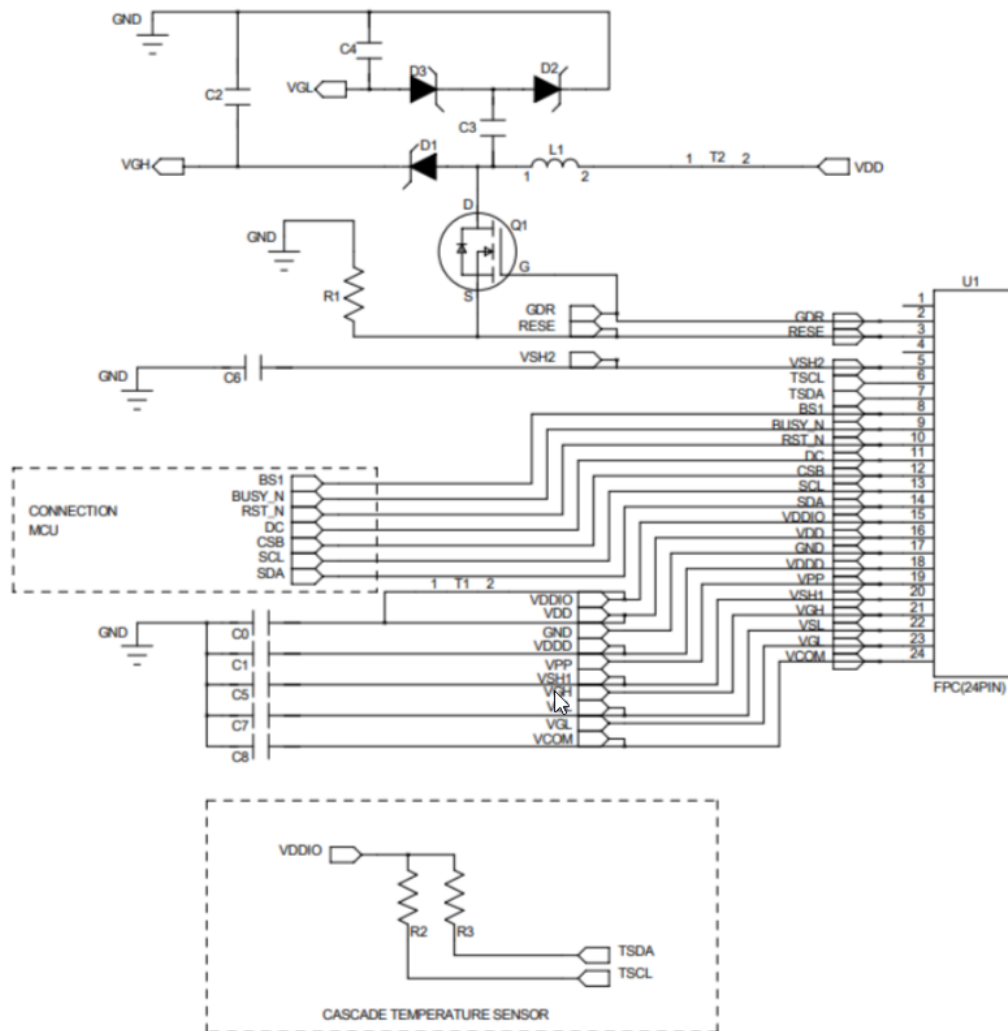 GND
C4
VGL
D3
D2
C2
C3
VGH
D1
L1
1
2
1 T2 2
VDD
D
Q1
GND
G
R1
S
U1
GDR
RESE
GDR
RESE
VSH2
GND
C6
VSH2
TSCL
TSDA
BS1
BUSY_N
RST_N
DC
CSB
SCL
SDA
VDDIO
VDD
GND
VDDD
VPP
VSH1
VGH
VSL
VGL
VCOM
1
2
3
4
5
6
7
8
9
10
11
12
13
14
15
16
17
18
19
20
21
22
23
24
FPC(24PIN)
CONNECTION
MCU
BS1
BUSY_N
RST_N
DC
CSB
SCL
SDA
1 T1 2
VDDIO
VDD
GND
VDDD
VPP
VSH1
VGH
VGL
VCOM
GND
C0
C1
C5
C7
C8
VDDIO
R2
R3
TSDA
TSCL
CASCADE TEMPERATURE SENSOR